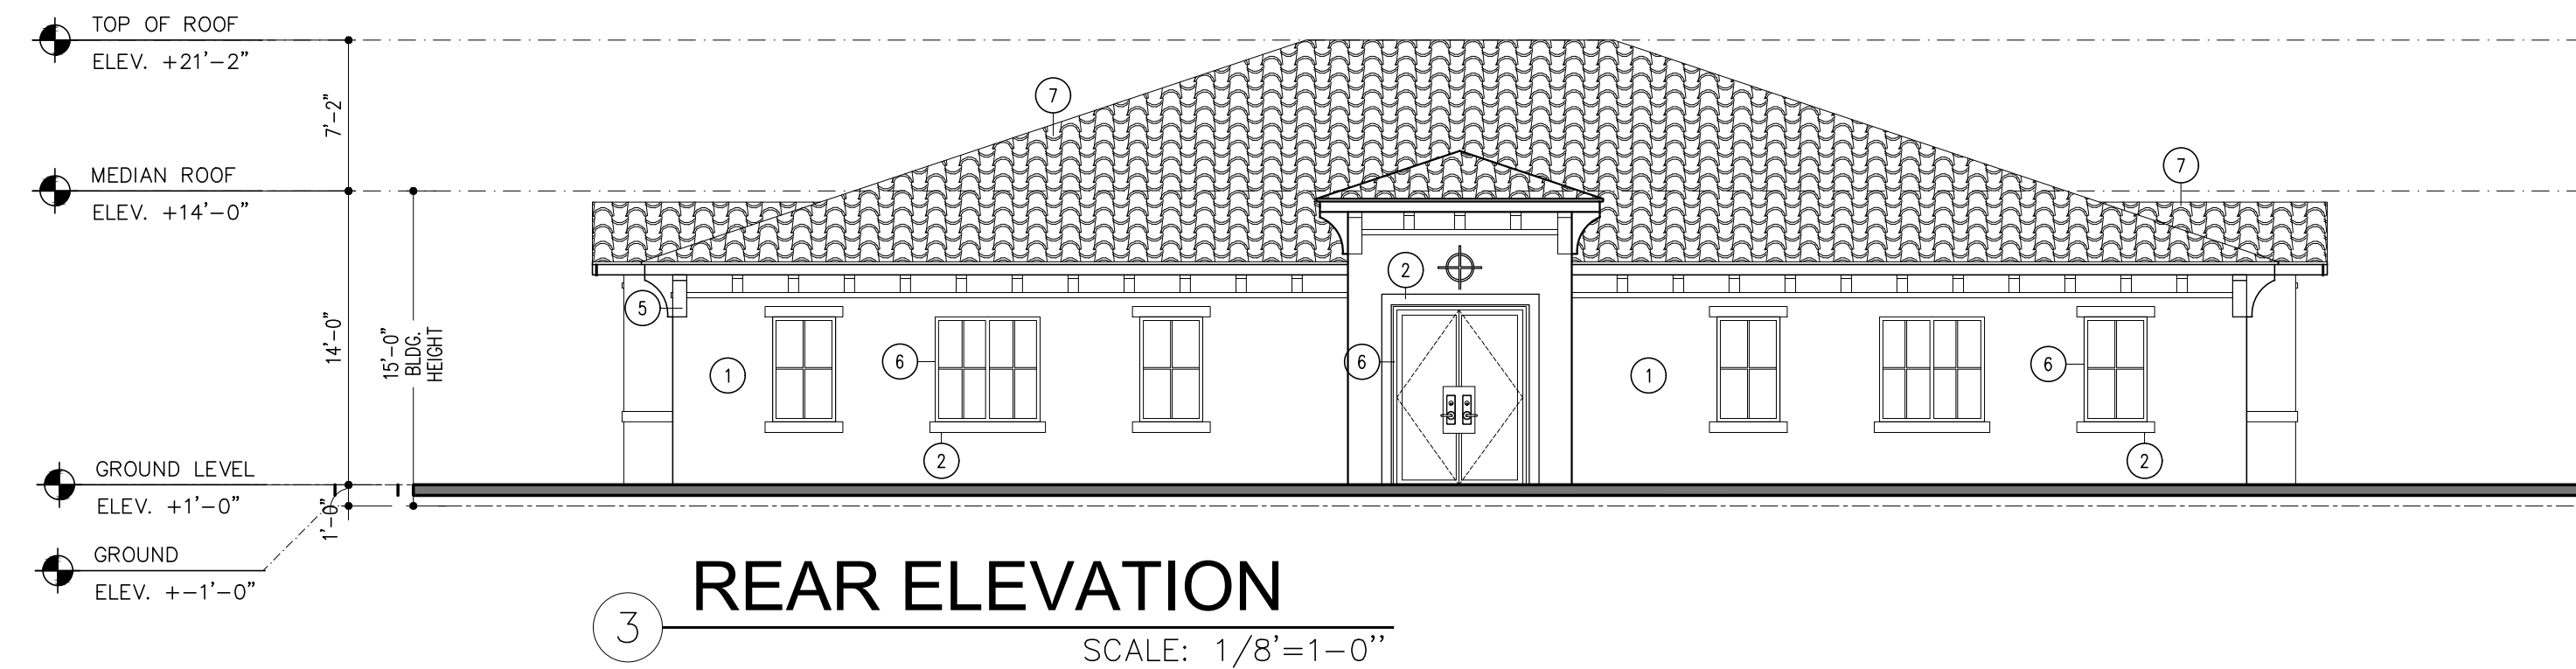 TOP OF ROOF
ELEV. +21'-2"
7'-2"
MEDIAN ROOF
ELEV. +14'-0"
14'-0"
15'-0"
BLDG.
HEIGHT
GROUND LEVEL
ELEV. +1'-0"
1'-0"
GROUND
ELEV. +-1'-0"
7
7
2
5
1
6
6
1
6
2
2
3
REAR ELEVATION
SCALE: 1/8'=1-0''